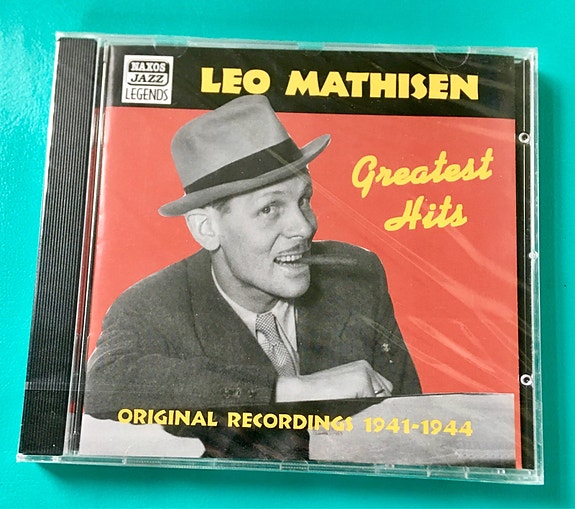 NAXOS
JAZZ
LEGENDS
LEO MATHISEN
Greatest
Hits
ORIGINAL RECORDINGS 1941-1944